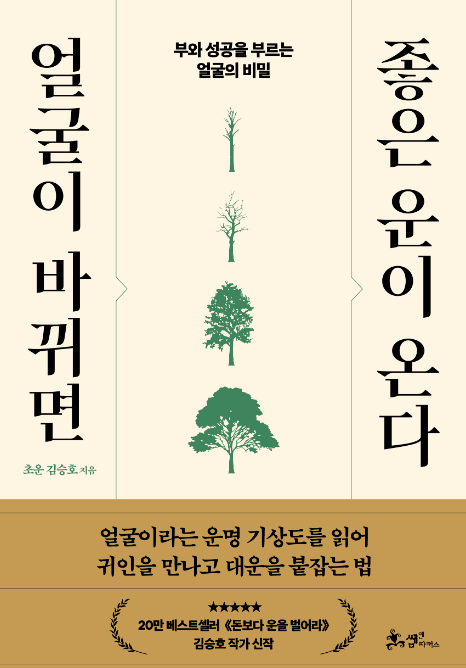 얼굴이 바뀌면
좋은 운이 온다
부와 성공을 부르는
얼굴의 비밀
초운 김승호 지음
얼굴이라는 운명 기상도를 읽어
귀인을 만나고 대운을 붙잡는 법
★★★★★
20만 베스트셀러 《돈보다 운을 벌어라》
김승호 작가 신작
쌤앤파커스